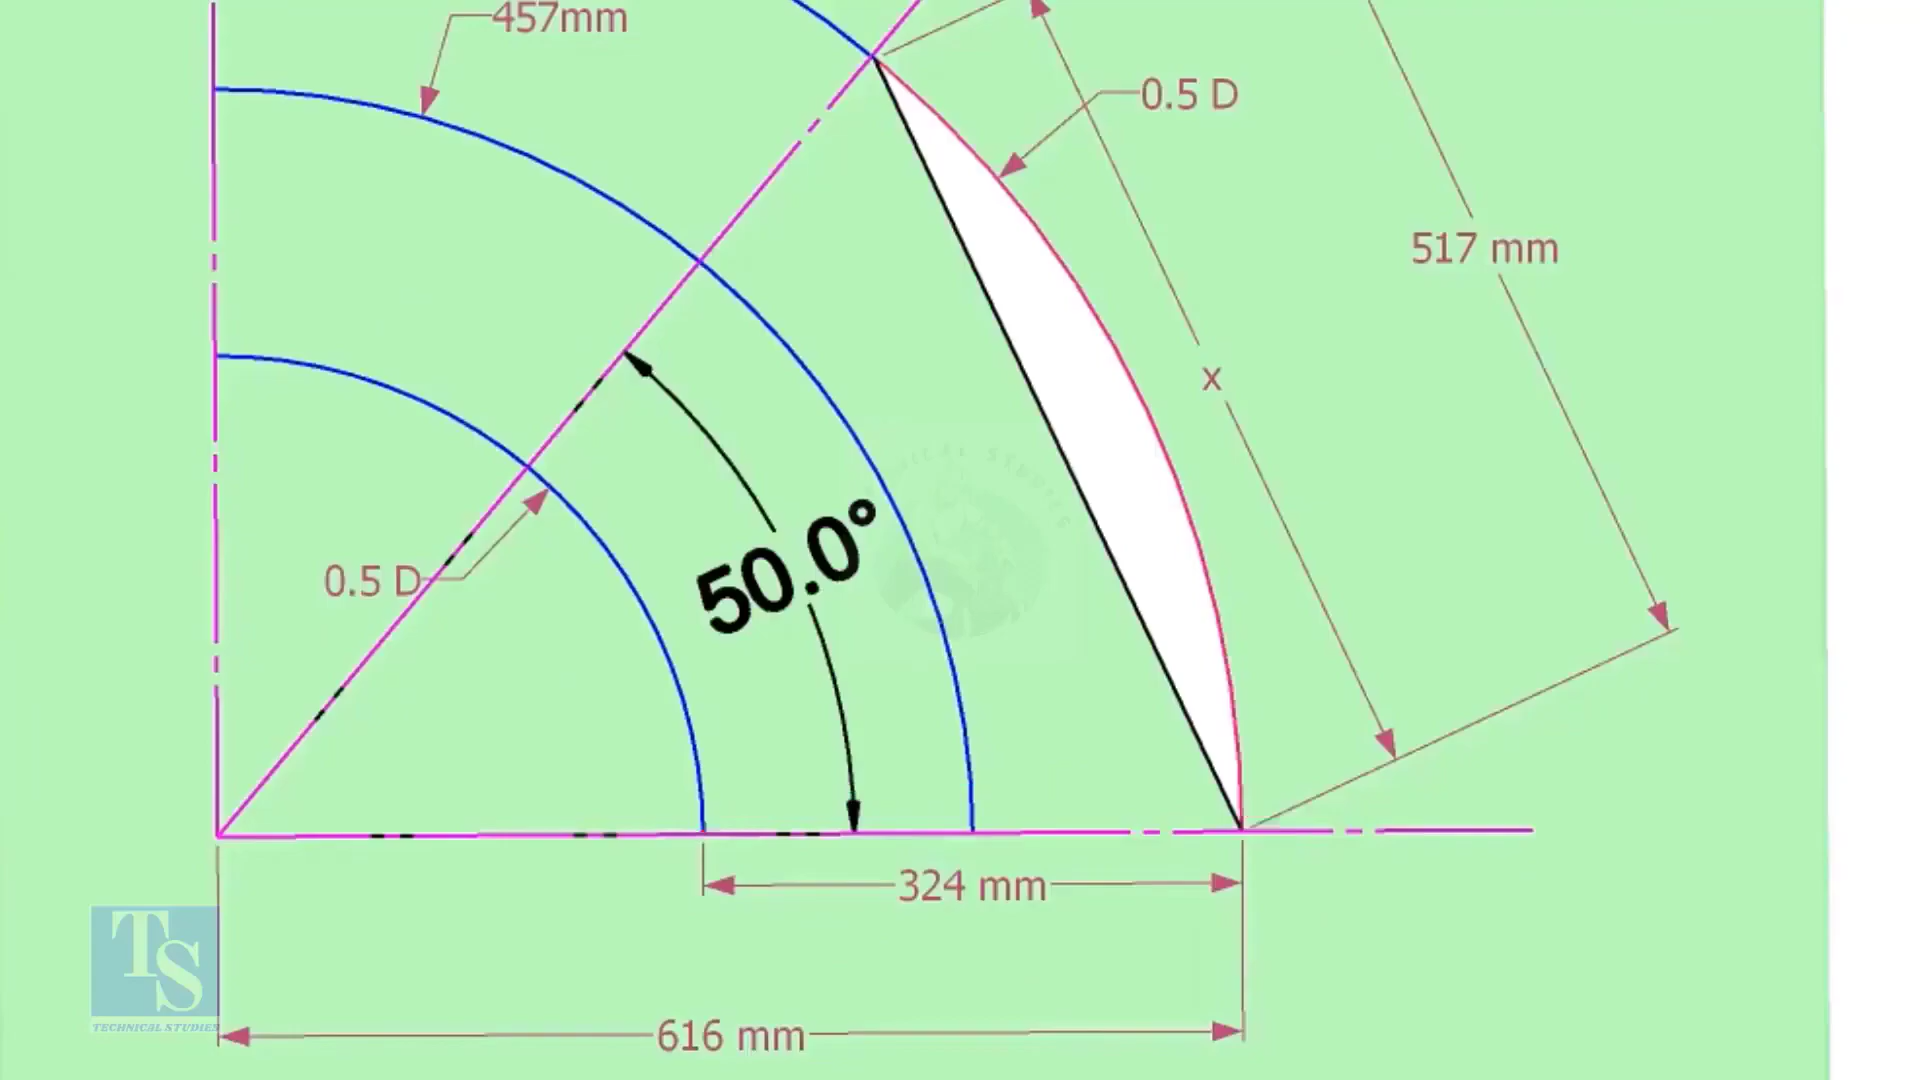 457mm
0.5 D
517 mm
x
50.0°
0.5 D
324 mm
616 mm
TS
TECHNICAL STUDIES